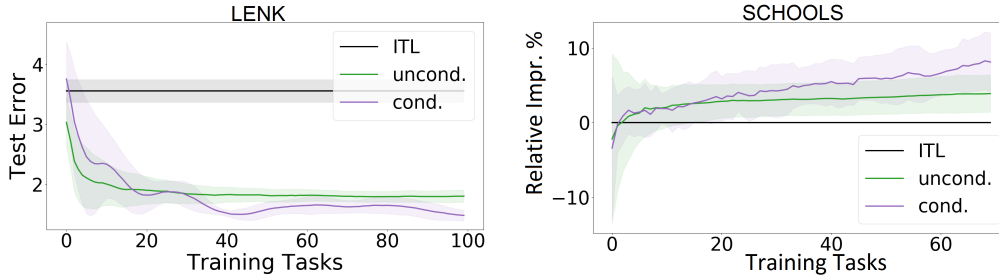 LENK
Test Error
4
3
2
ITL
uncond.
cond.
0 20 40 60 80 100
Training Tasks
SCHOOLS
Relative Impr. %
10
0
−10
ITL
uncond.
cond.
0 20 40 60
Training Tasks